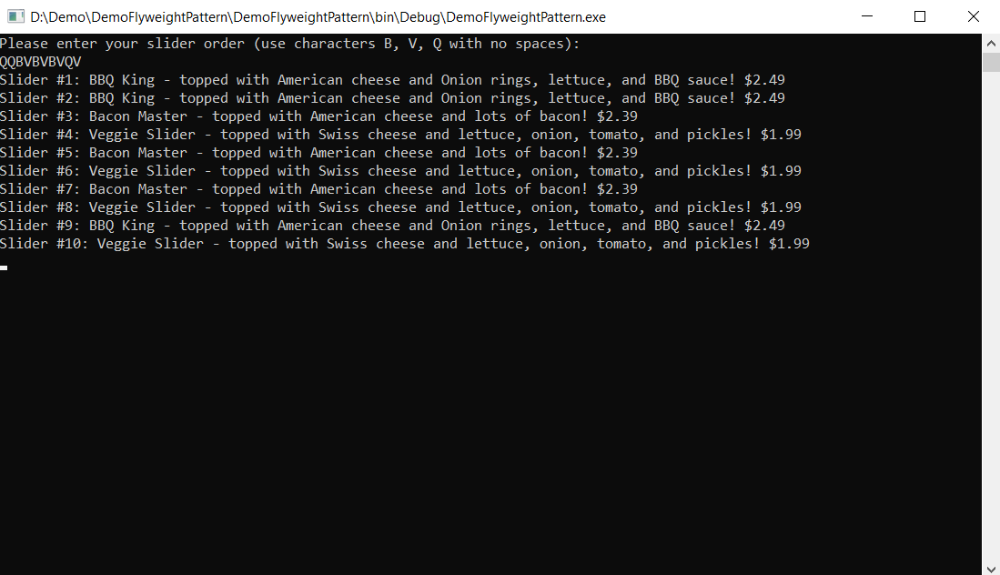 D:\Demo\DemoFlyweightPattern\DemoFlyweightPattern\bin\Debug\DemoFlyweightPattern.exe
Please enter your slider order (use characters B, V, Q with no spaces):
QQBVBVBVQV
Slider #1: BBQ King - topped with American cheese and Onion rings, lettuce, and BBQ sauce! $2.49
Slider #2: BBQ King - topped with American cheese and Onion rings, lettuce, and BBQ sauce! $2.49
Slider #3: Bacon Master - topped with American cheese and lots of bacon! $2.39
Slider #4: Veggie Slider - topped with Swiss cheese and lettuce, onion, tomato, and pickles! $1.99
Slider #5: Bacon Master - topped with American cheese and lots of bacon! $2.39
Slider #6: Veggie Slider - topped with Swiss cheese and lettuce, onion, tomato, and pickles! $1.99
Slider #7: Bacon Master - topped with American cheese and lots of bacon! $2.39
Slider #8: Veggie Slider - topped with Swiss cheese and lettuce, onion, tomato, and pickles! $1.99
Slider #9: BBQ King - topped with American cheese and Onion rings, lettuce, and BBQ sauce! $2.49
Slider #10: Veggie Slider - topped with Swiss cheese and lettuce, onion, tomato, and pickles! $1.99